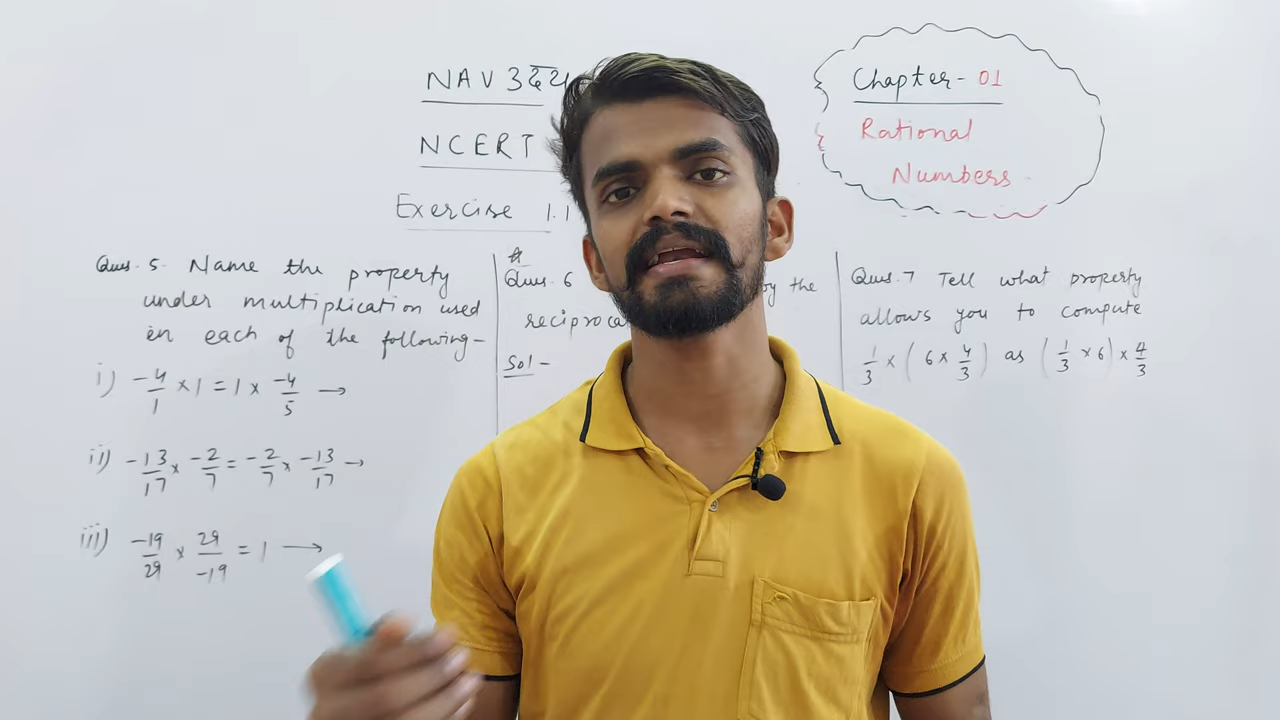 NAV
NCERT
Exercise 1.1
Chapter - 01
Rational
Numbers
Ques. 5. Name the property
under multiplication used
in each of the following-
i) -4/1 × 1 = 1 × -4/5 →
ii) -13/17 × -2/7 = -2/7 × -13/17 →
iii) -19/29 × 29/-19 = 1 →
Ques. 6 by the
Sol -
Ques. 7 Tell what property
allows you to compute
1/3 × ( 6 × 4/3 ) as ( 1/3 × 6 ) × 4/3